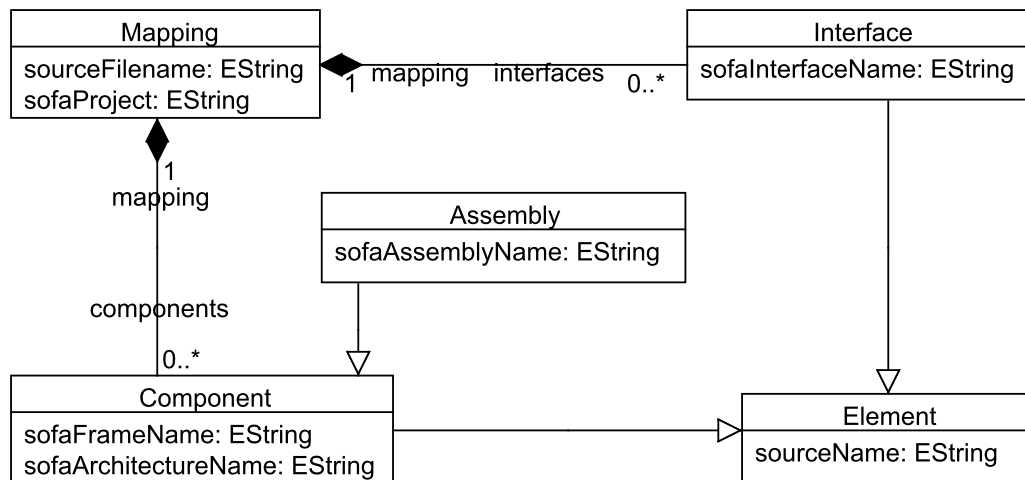 Mapping
sourceFilename: EString
sofaProject: EString
1
mapping
interfaces
0..*
Interface
sofaInterfaceName: EString
1
mapping
components
0..*
Assembly
sofaAssemblyName: EString
Component
sofaFrameName: EString
sofaArchitectureName: EString
Element
sourceName: EString